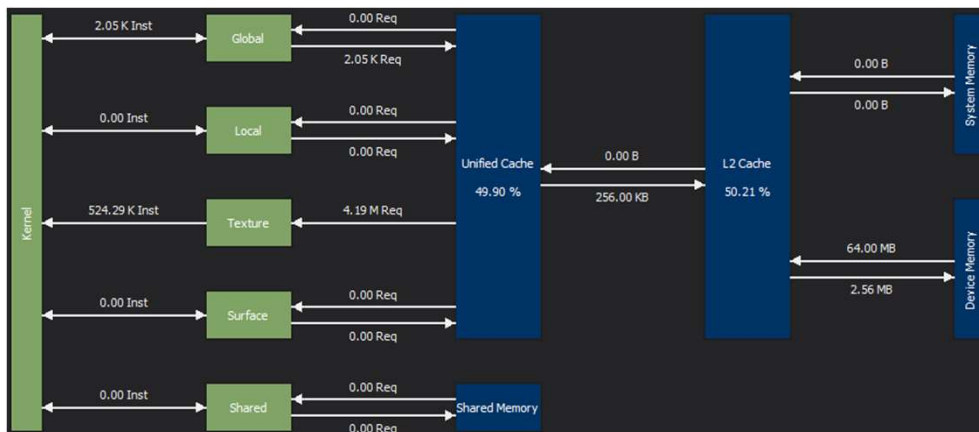 Kernel
2.05 K Inst
Global
0.00 Req
2.05 K Req
0.00 Inst
Local
0.00 Req
0.00 Req
524.29 K Inst
Texture
4.19 M Req
0.00 Inst
Surface
0.00 Req
0.00 Req
0.00 Inst
Shared
0.00 Req
0.00 Req
Unified Cache
49.90 %
Shared Memory
0.00 B
256.00 KB
L2 Cache
50.21 %
0.00 B
0.00 B
System Memory
64.00 MB
2.56 MB
Device Memory